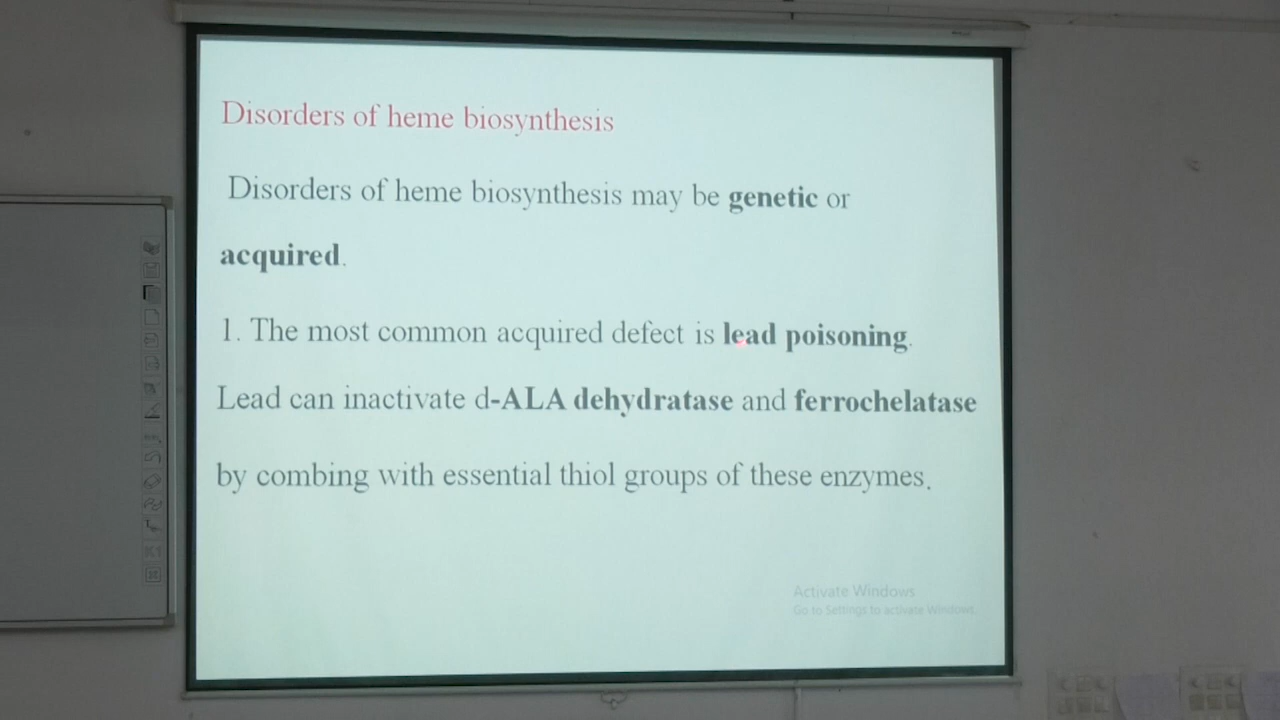 Disorders of heme biosynthesis
Disorders of heme biosynthesis may be genetic or
acquired.
1. The most common acquired defect is lead poisoning.
Lead can inactivate d-ALA dehydratase and ferrochelatase
by combing with essential thiol groups of these enzymes.
Activate Windows
Go to Settings to activate Windows.